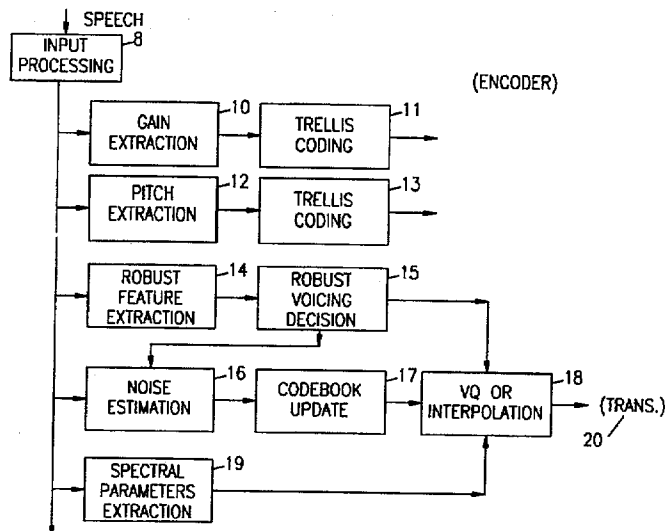 SPEECH
INPUT PROCESSING 8
(ENCODER)
GAIN EXTRACTION 10
TRELLIS CODING 11
PITCH EXTRACTION 12
TRELLIS CODING 13
ROBUST FEATURE EXTRACTION 14
ROBUST VOICING DECISION 15
NOISE ESTIMATION 16
CODEBOOK UPDATE 17
VQ OR INTERPOLATION 18
(TRANS.)
20
SPECTRAL PARAMETERS EXTRACTION 19